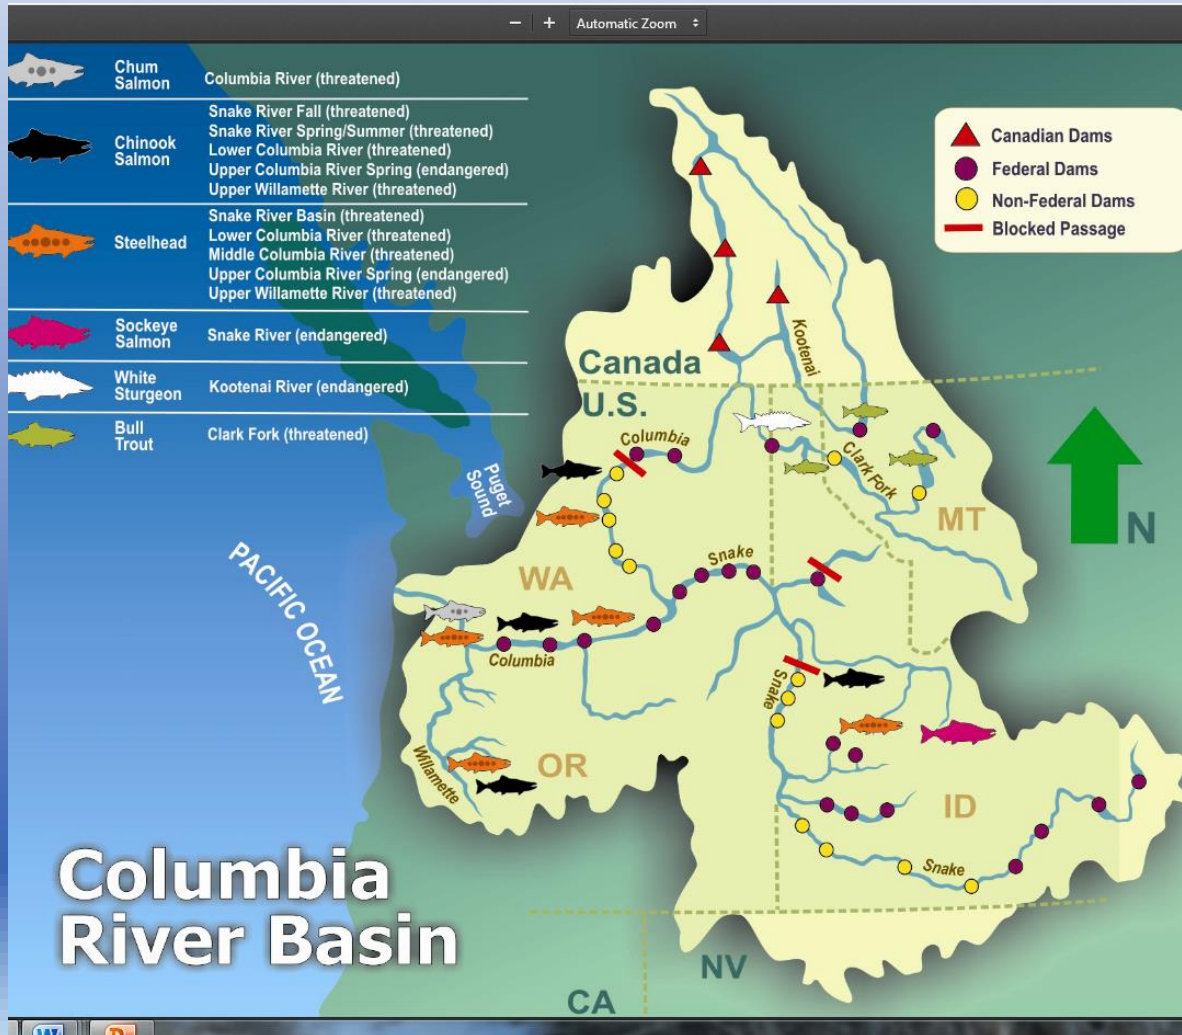 Automatic Zoom
Chum
Salmon
Columbia River (threatened)
Chinook
Salmon
Snake River Fall (threatened)
Snake River Spring/Summer (threatened)
Lower Columbia River (threatened)
Upper Columbia River Spring (endangered)
Upper Willamette River (threatened)
Steelhead
Snake River Basin (threatened)
Lower Columbia River (threatened)
Middle Columbia River (threatened)
Upper Columbia River Spring (endangered)
Upper Willamette River (threatened)
Sockeye
Salmon
Snake River (endangered)
White
Sturgeon
Kootenai River (endangered)
Bull
Trout
Clark Fork (threatened)
Canadian Dams
Federal Dams
Non-Federal Dams
Blocked Passage
Kootenai
Canada
U.S.
Columbia
Clark Fork
Puget
Sound
MT
N
PACIFIC OCEAN
WA
Snake
Columbia
Snake
Willamette
OR
ID
Snake
Columbia
River Basin
NV
CA
W
P